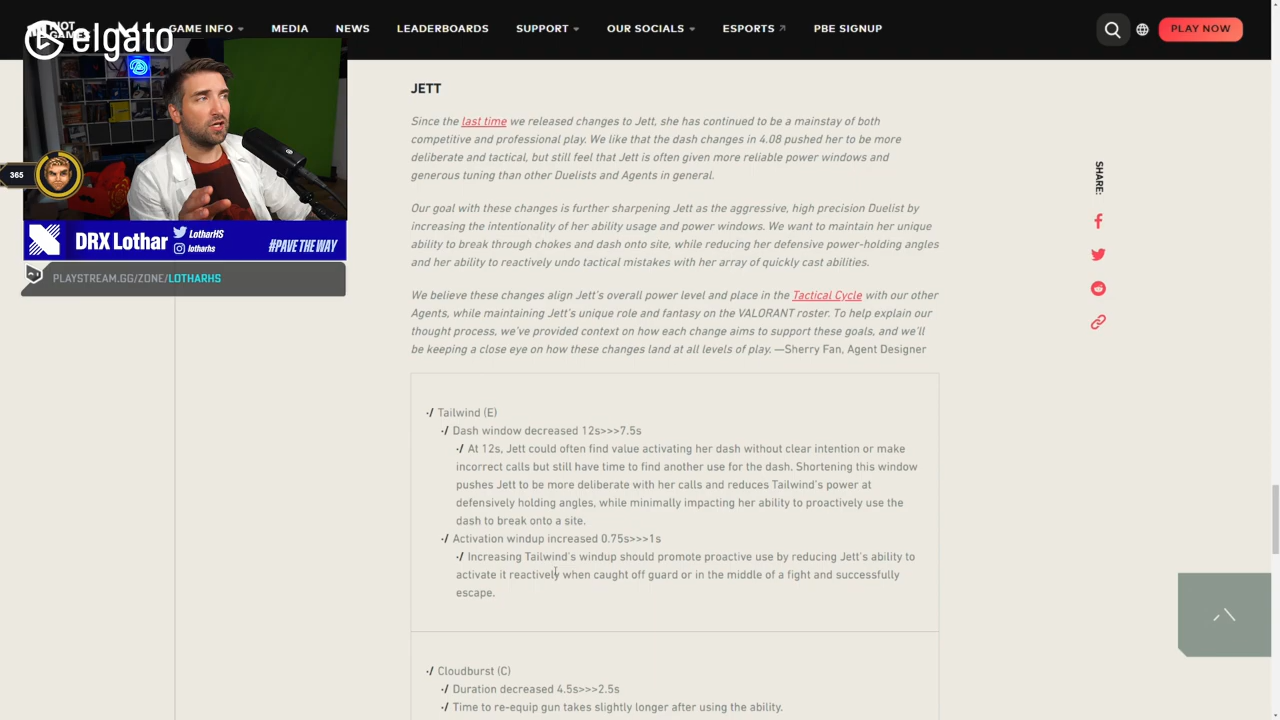 RIOT GAMES
GAME INFO
MEDIA
NEWS
LEADERBOARDS
SUPPORT
OUR SOCIALS
ESPORTS
PBE SIGNUP
PLAY NOW
elgato
365
DRX Lothar
LotharHS
lotharhs
#PAVE THE WAY
PLAYSTREAM.GG/ZONE/LOTHARHS
JETT
Since the last time we released changes to Jett, she has continued to be a mainstay of both
competitive and professional play. We like that the dash changes in 4.08 pushed her to be more
deliberate and tactical, but still feel that Jett is often given more reliable power windows and
generous tuning than other Duelists and Agents in general.
Our goal with these changes is further sharpening Jett as the aggressive, high precision Duelist by
increasing the intentionality of her ability usage and power windows. We want to maintain her unique
ability to break through chokes and dash onto site, while reducing her defensive power-holding angles
and her ability to reactively undo tactical mistakes with her array of quickly cast abilities.
We believe these changes align Jett's overall power level and place in the Tactical Cycle with our other
Agents, while maintaining Jett's unique role and fantasy on the VALORANT roster. To help explain our
thought process, we've provided context on how each change aims to support these goals, and we'll
be keeping a close eye on how these changes land at all levels of play. —Sherry Fan, Agent Designer
Tailwind (E)
Dash window decreased 12s>>>7.5s
At 12s, Jett could often find value activating her dash without clear intention or make
incorrect calls but still have time to find another use for the dash. Shortening this window
pushes Jett to be more deliberate with her calls and reduces Tailwind's power at
defensively holding angles, while minimally impacting her ability to proactively use the
dash to break onto a site.
Activation windup increased 0.75s>>>1s
Increasing Tailwind's windup should promote proactive use by reducing Jett's ability to
activate it reactively when caught off guard or in the middle of a fight and successfully
escape.
Cloudburst (C)
Duration decreased 4.5s>>>2.5s
Time to re-equip gun takes slightly longer after using the ability.
SHARE: